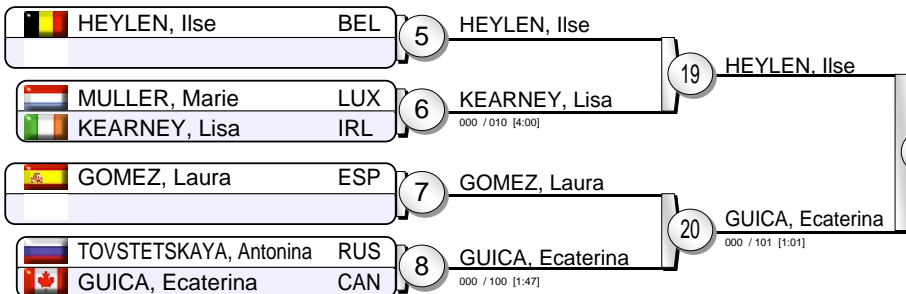 HEYLEN, Ilse BEL
5
HEYLEN, Ilse
MULLER, Marie LUX
KEARNEY, Lisa IRL
6
KEARNEY, Lisa
000 / 010 [4:00]
19
HEYLEN, Ilse
GOMEZ, Laura ESP
7
GOMEZ, Laura
TOVSTETSKAYA, Antonina RUS
GUICA, Ecaterina CAN
8
GUICA, Ecaterina
000 / 100 [1:47]
20
GUICA, Ecaterina
000 / 101 [1:01]